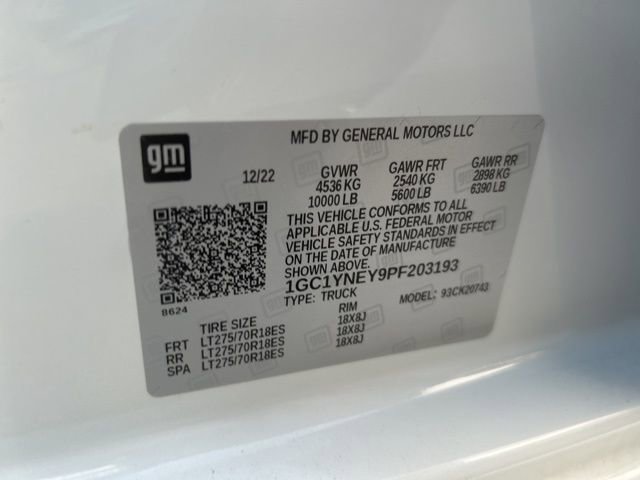 gm
MFD BY GENERAL MOTORS LLC
12/22 GVWR GAWR FRT GAWR RR
4536 KG 2540 KG 2898 KG
10000 LB 5600 LB 6390 LB
THIS VEHICLE CONFORMS TO ALL
APPLICABLE U.S. FEDERAL MOTOR
VEHICLE SAFETY STANDARDS IN EFFECT
ON THE DATE OF MANUFACTURE
SHOWN ABOVE.
1GC1YNEY9PF203193
8624
TYPE: TRUCK MODEL: 93CK20743
TIRE SIZE RIM
FRT LT275/70R18ES 18X8J
RR LT275/70R18ES 18X8J
SPA LT275/70R18ES 18X8J